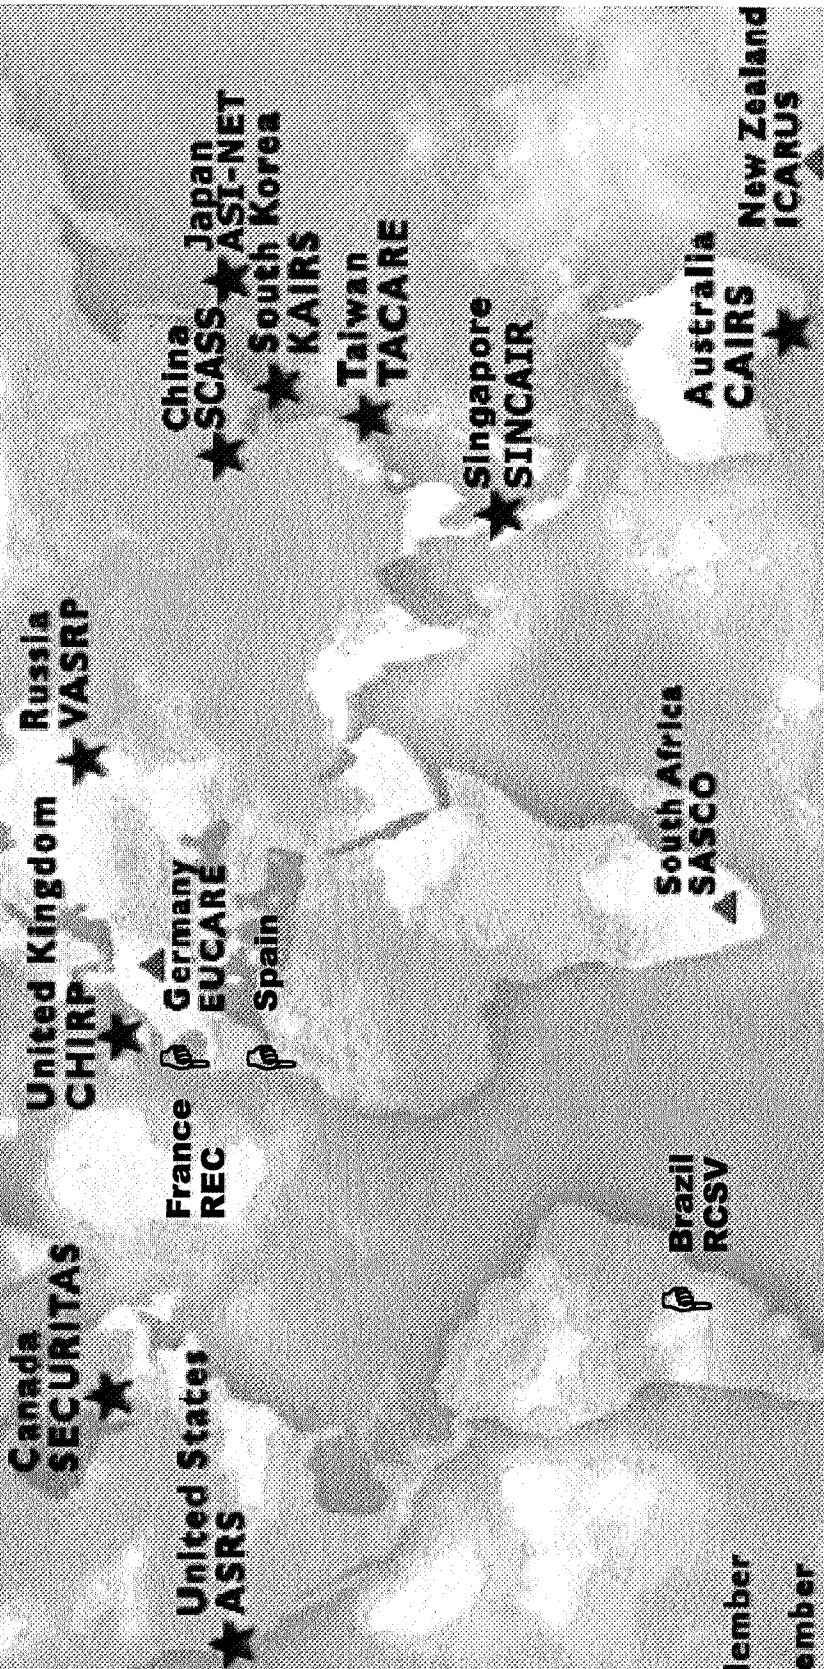 Canada
SECURITAS
United States
ASRS
United Kingdom
CHIRP
France
REC
Germany
EUCARE
Spain
Russia
VASRP
China
SCASS
Japan
ASI-NET
South Korea
KAIRS
Taiwan
TACARE
Singapore
SINCAIR
Australia
CAIRS
New Zealand
ICARUS
South Africa
SASCO
Brazil
RCSV
ember